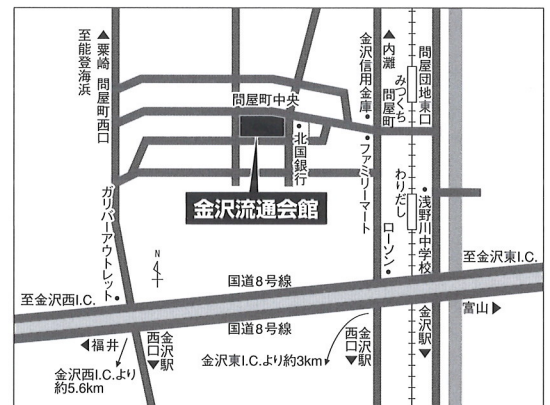 ▲粟崎
至能登海浜
問屋町西口
問屋町中央
金沢信用金庫
▲内灘
問屋町
みつくち
問屋団地東口
北国銀行
ファミリーマート
金沢流通会館
わりだし
浅野川中学校
ガリバーアウトレット
ローソン
N
国道8号線
至金沢東I.C.
至金沢西I.C.
国道8号線
富山▶
◀福井
金沢駅
西口▼
金沢西I.C.より
約5.6km
金沢東I.C.より約3km
金沢駅
西口▼
金沢駅▼